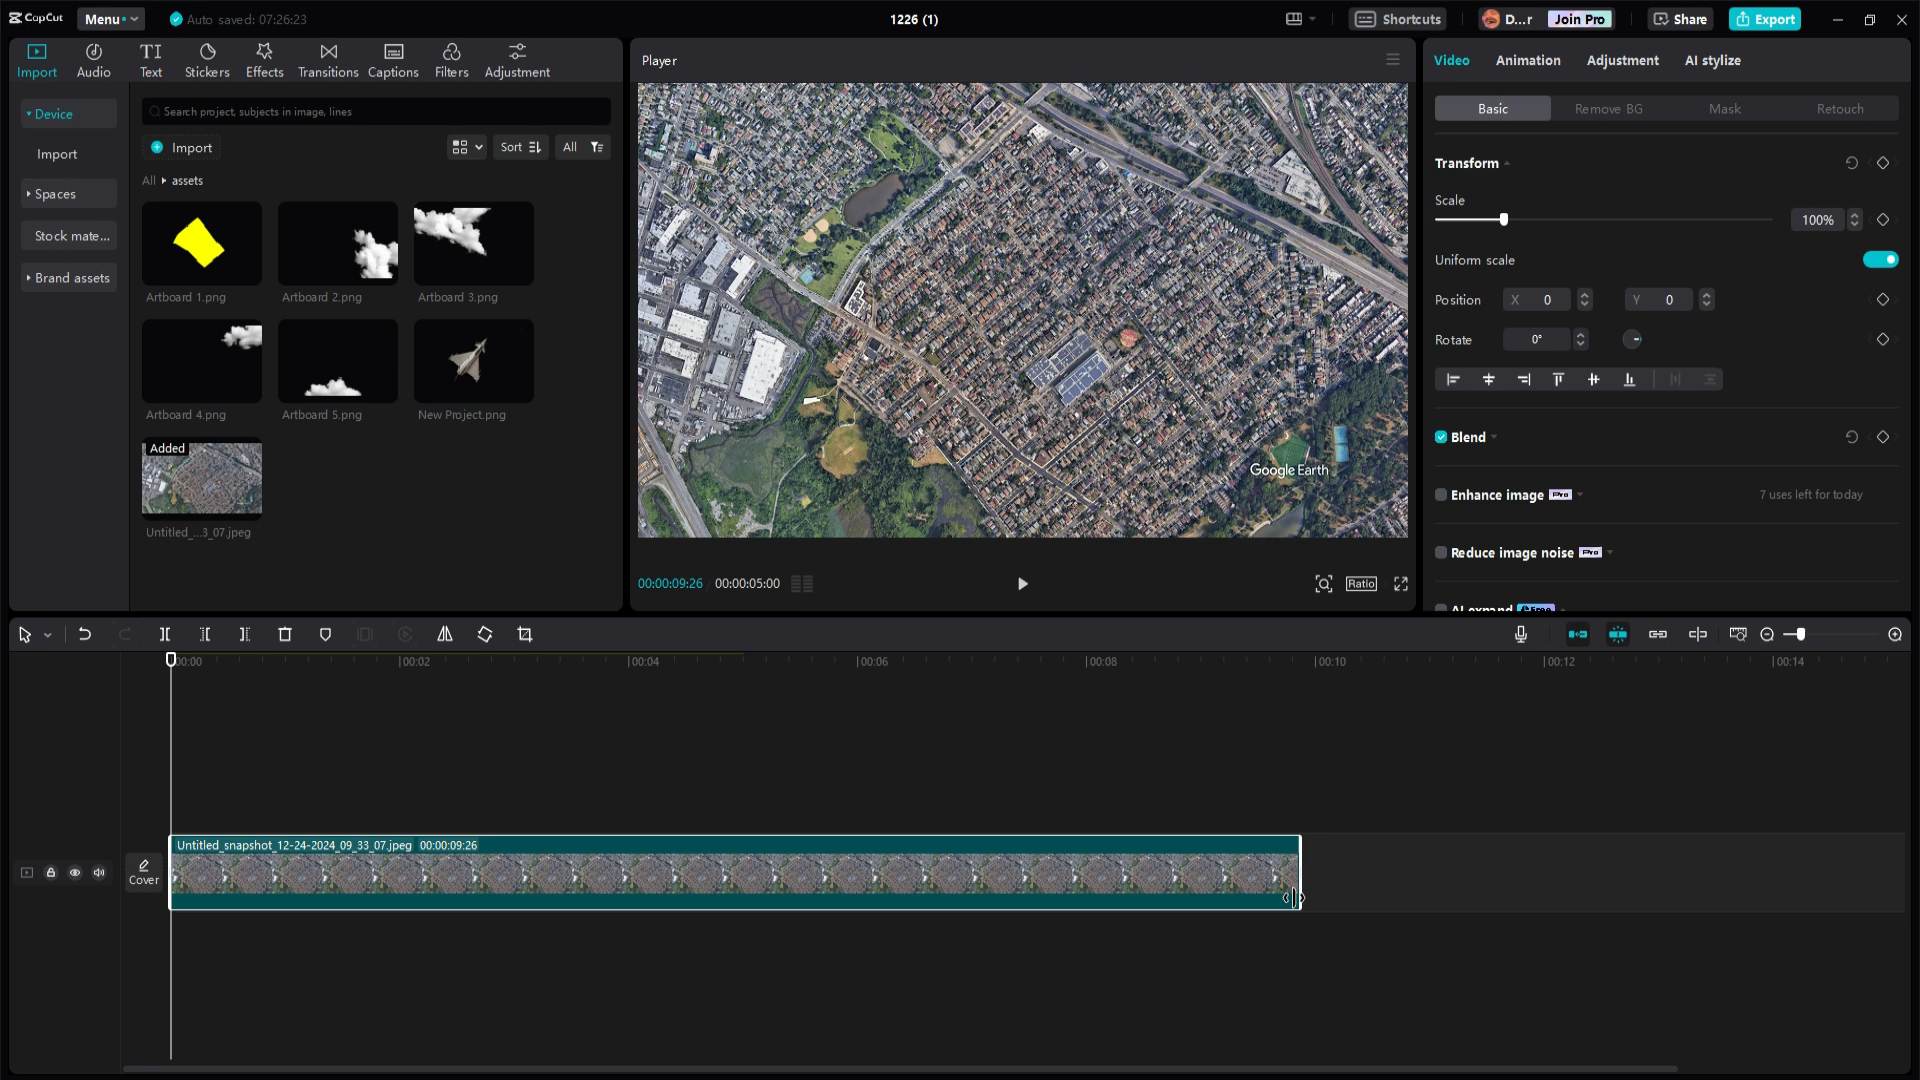 CapCut
Menu
Auto saved: 07:26:23
1226 (1)
Shortcuts
D...r
Join Pro
Share
Export
Import
Audio
Text
Stickers
Effects
Transitions
Captions
Filters
Adjustment
Device
Import
Spaces
Stock mate...
Brand assets
Search project, subjects in image, lines
Import
Sort
All
All
assets
Artboard 1.png
Artboard 2.png
Artboard 3.png
Artboard 4.png
Artboard 5.png
New Project.png
Added
Untitled_...3_07.jpeg
Player
Google Earth
00:00:09:26
00:00:05:00
Ratio
Video
Animation
Adjustment
AI stylize
Basic
Remove BG
Mask
Retouch
Transform
Scale
100%
Uniform scale
Position X 0 Y 0
Rotate 0°
Blend
Enhance image Pro
7 uses left for today
Reduce image noise Pro
AI expand Free
00:00
00:02
00:04
00:06
00:08
00:10
00:12
00:14
Cover
Untitled_snapshot_12-24-2024_09_33_07.jpeg 00:00:09:26